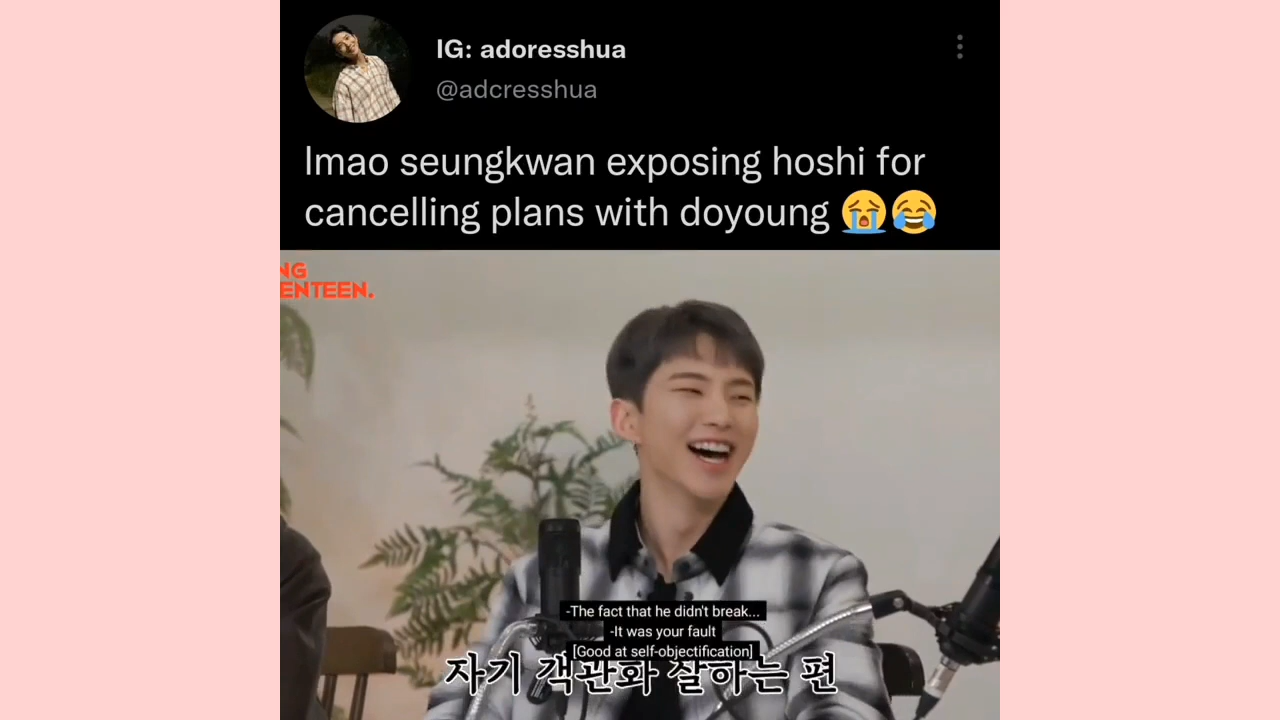 IG: adoresshua
@adcresshua
lmao seungkwan exposing hoshi for
cancelling plans with doyoung 😭😂
NG
ENTEEN.
-The fact that he didn't break...
-It was your fault
[Good at self-objectification]
자기 객관화 잘하는 편